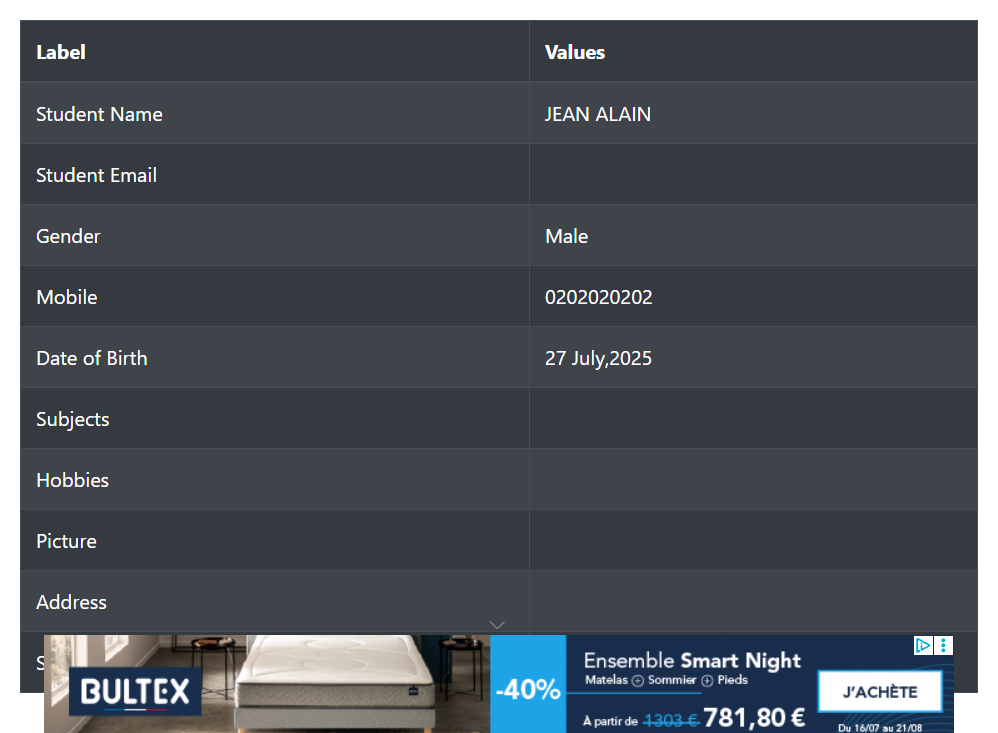 Label Values
Student Name JEAN ALAIN
Student Email
Gender Male
Mobile 0202020202
Date of Birth 27 July,2025
Subjects
Hobbies
Picture
Address
S
BULTEX
-40%
Ensemble Smart Night
Matelas + Sommier + Pieds
À partir de 1303 € 781,80 €
J'ACHÈTE
Du 16/07 au 21/08